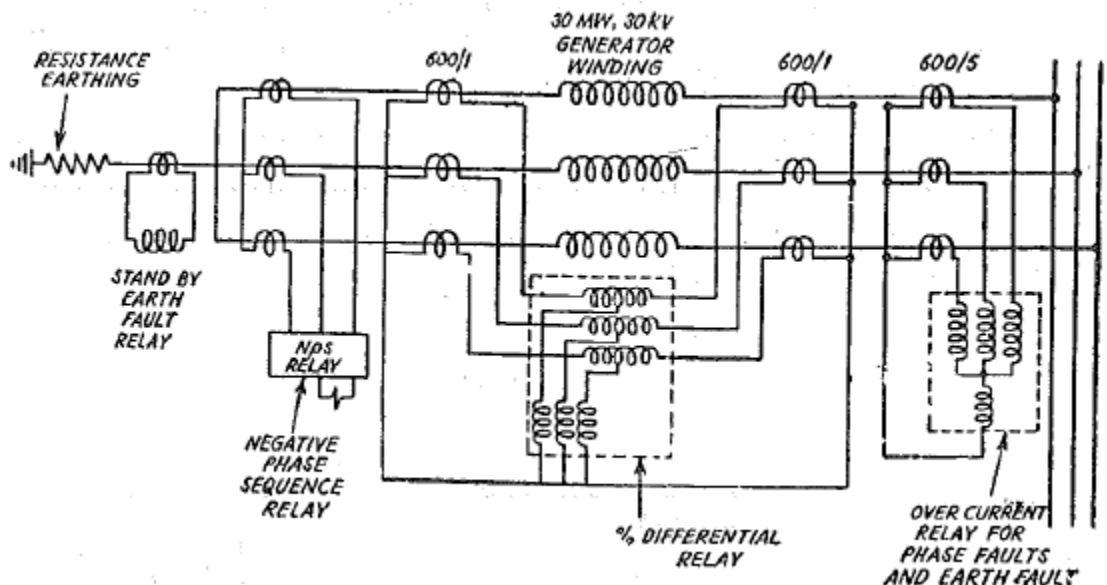 30 MW, 30 KV
GENERATOR
WINDING
RESISTANCE
EARTHING
600/1
600/1
600/5
STAND BY
EARTH
FAULT
RELAY
NPS
RELAY
NEGATIVE
PHASE
SEQUENCE
RELAY
% DIFFERENTIAL
RELAY
OVER CURRENT
RELAY FOR
PHASE FAULTS
AND EARTH FAULT